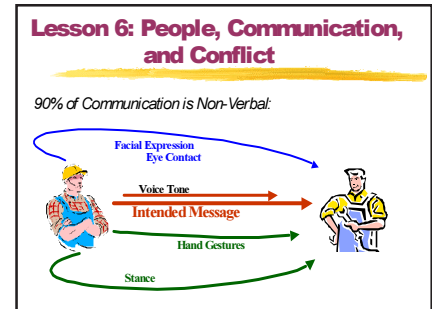 Lesson 6: People, Communication,
and Conflict
90% of Communication is Non-Verbal:
Facial Expression
Eye Contact
Voice Tone
Intended Message
Hand Gestures
Stance